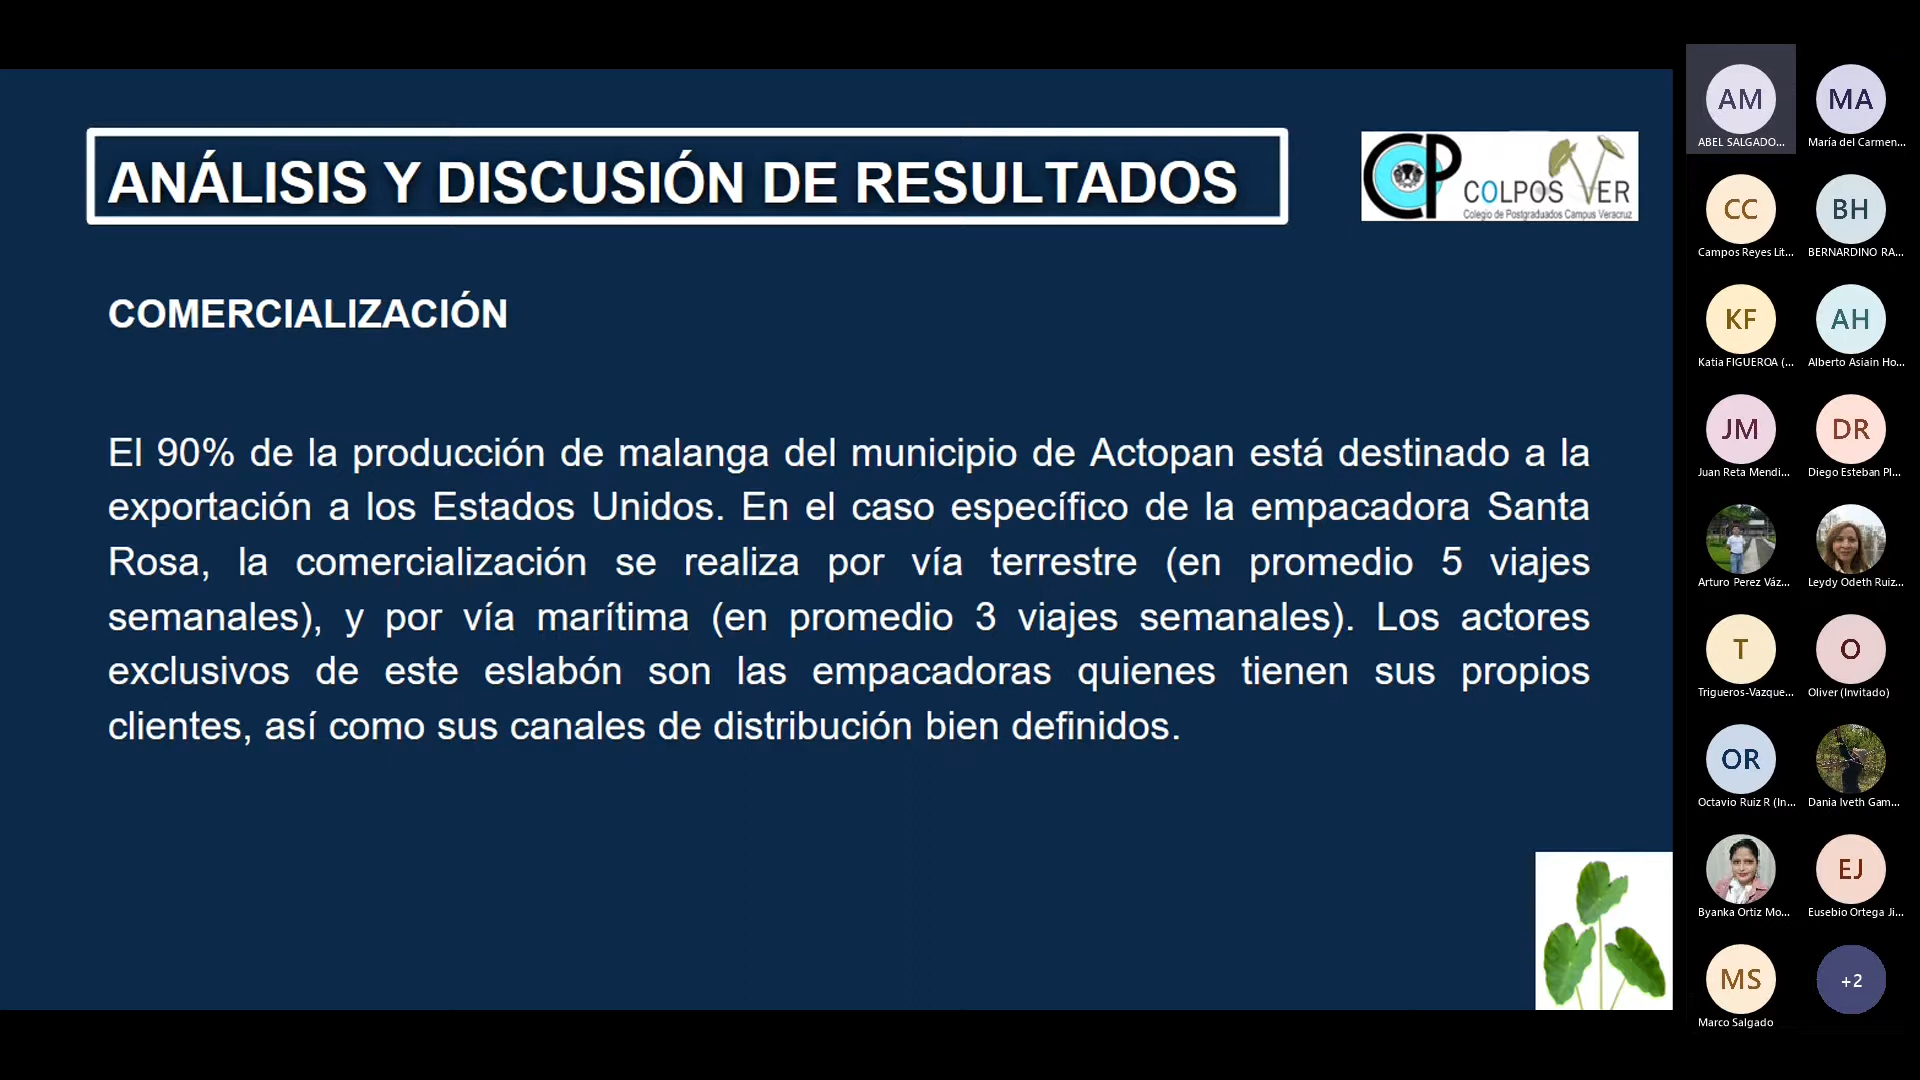 ANÁLISIS Y DISCUSIÓN DE RESULTADOS
CP COLPOS VER
Colegio de Postgraduados Campus Veracruz
COMERCIALIZACIÓN
El 90% de la producción de malanga del municipio de Actopan está destinado a la
exportación a los Estados Unidos. En el caso específico de la empacadora Santa
Rosa, la comercialización se realiza por vía terrestre (en promedio 5 viajes
semanales), y por vía marítima (en promedio 3 viajes semanales). Los actores
exclusivos de este eslabón son las empacadoras quienes tienen sus propios
clientes, así como sus canales de distribución bien definidos.
AM
ABEL SALGADO...
MA
María del Carmen...
CC
Campos Reyes Lit...
BH
BERNARDINO RA...
KF
Katia FIGUEROA (...
AH
Alberto Asiain Ho...
JM
Juan Reta Mendi...
DR
Diego Esteban Pl...
Arturo Perez Váz...
Leydy Odeth Ruiz...
T
Trigueros-Vazque...
O
Oliver (Invitado)
OR
Octavio Ruiz R (In...
Dania Iveth Gam...
Byanka Ortiz Mo...
EJ
Eusebio Ortega Ji...
MS
Marco Salgado
+2